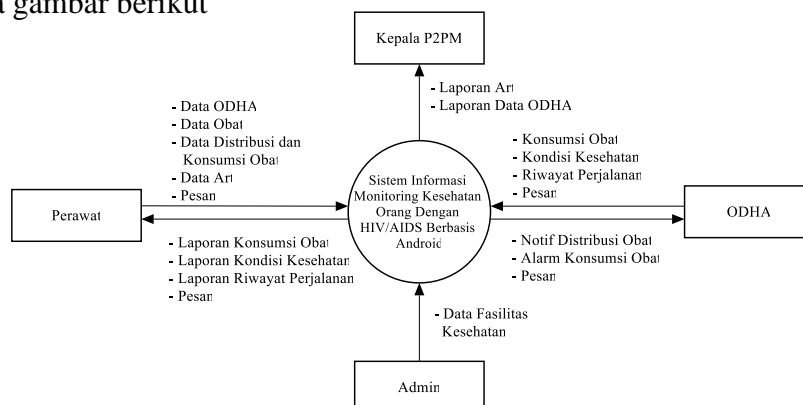 a gambar berikut
Kepala P2PM
- Laporan Art
- Laporan Data ODHA
- Data ODHA
- Data Obat
- Data Distribusi dan
Konsumsi Obat
- Data Art
- Pesan
- Konsumsi Obat
- Kondisi Kesehatan
- Riwayat Perjalanan
- Pesan
Perawat
Sistem Informasi
Monitoring Kesehatan
Orang Dengan
HIV/AIDS Berbasis
Android
ODHA
- Laporan Konsumsi Obat
- Laporan Kondisi Kesehatan
- Laporan Riwayat Perjalanan
- Pesan
- Notif Distribusi Obat
- Alarm Konsumsi Obat
- Pesan
- Data Fasilitas
Kesehatan
Admin